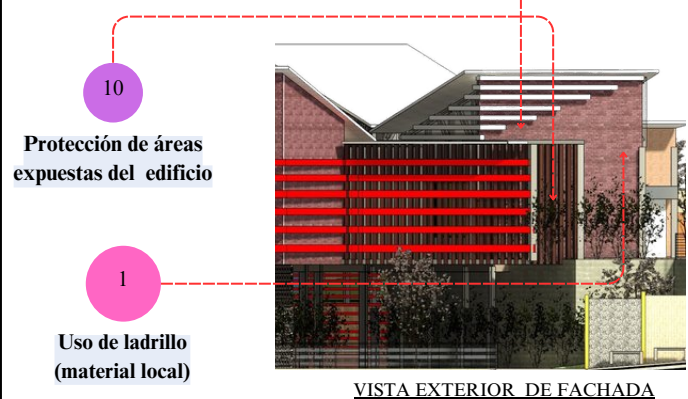 10
Protección de áreas
expuestas del edificio
1
Uso de ladrillo
(material local)
VISTA EXTERIOR DE FACHADA